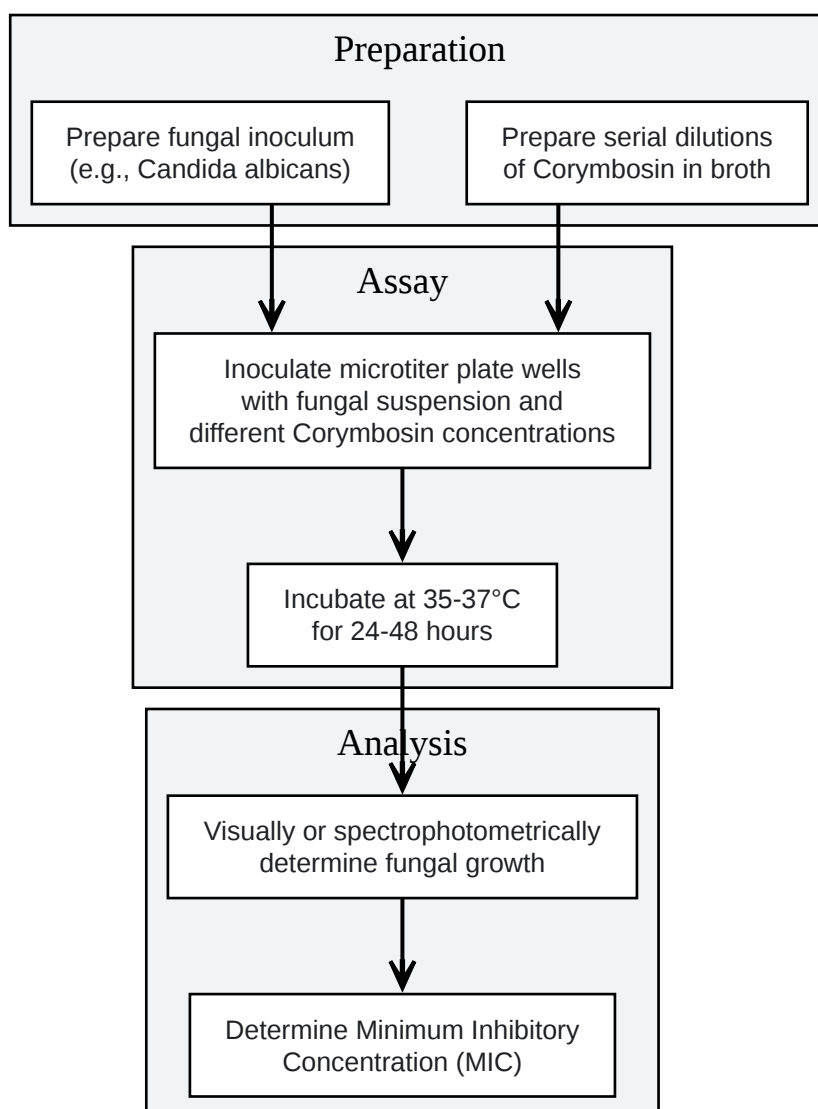 Preparation
Prepare fungal inoculum
(e.g., Candida albicans)
Prepare serial dilutions
of Corymbosin in broth
Assay
Inoculate microtiter plate wells
with fungal suspension and
different Corymbosin concentrations
Incubate at 35-37°C
for 24-48 hours
Analysis
Visually or spectrophotometrically
determine fungal growth
Determine Minimum Inhibitory
Concentration (MIC)